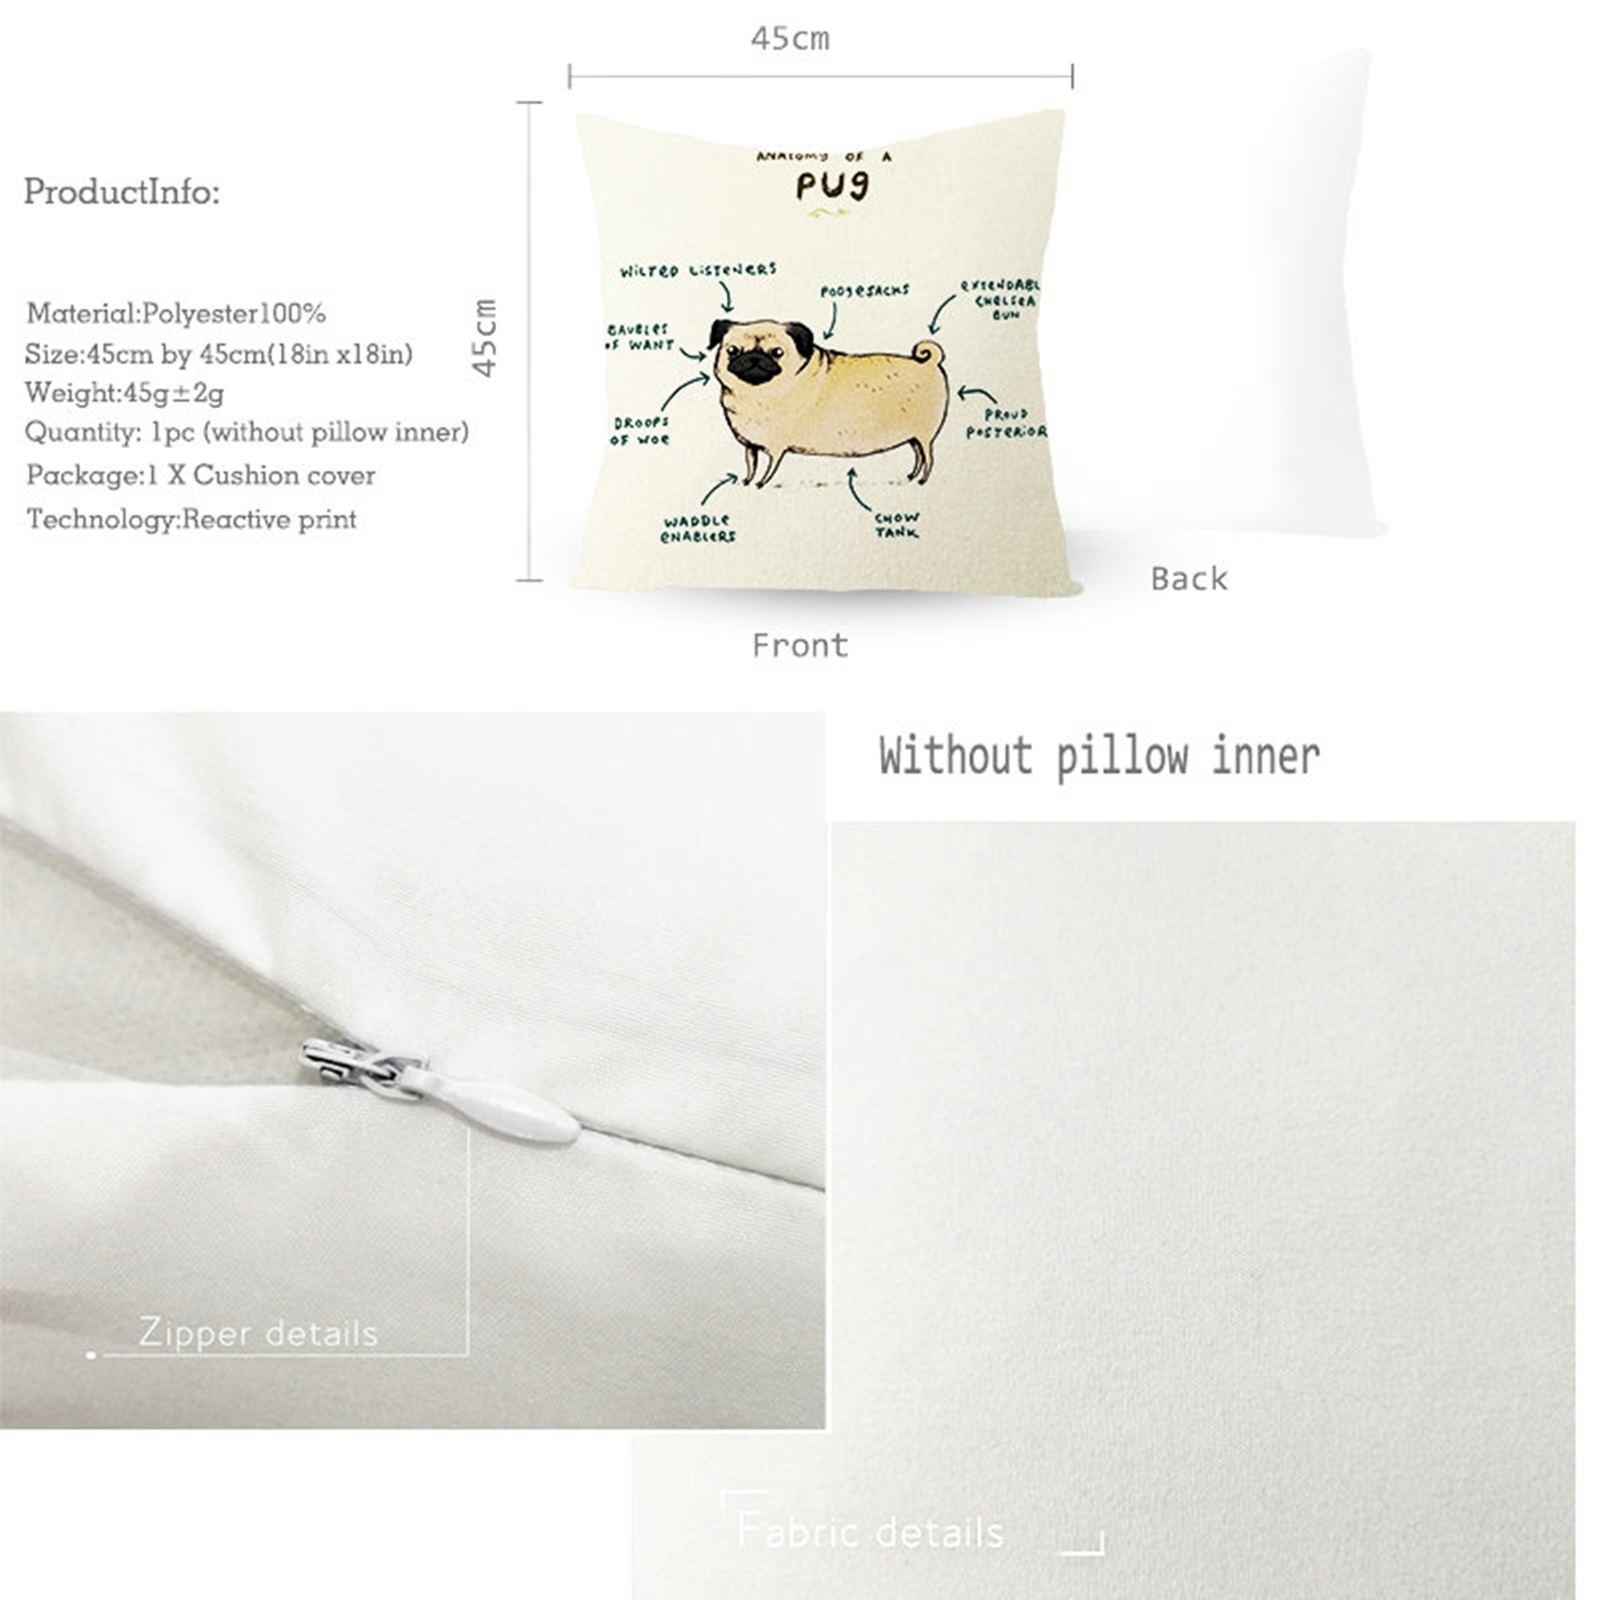 45cm
45cm
ProductInfo:
Material:Polyester100%
Size:45cm by 45cm(18in x18in)
Weight:45g±2g
Quantity: 1pc (without pillow inner)
Package:1 X Cushion cover
Technology:Reactive print
ANATOMY OF A
PUG
WILTED LISTENERS
PODGESACKS
EXTENDABL
CHELSEA
BUN
BAUBLES
OF WANT
DROOPS
OF WOE
PROUD
POSTERIOR
WADDLE
ENABLERS
CHOW
TANK
Front
Back
Without pillow inner
Zipper details
Fabric details